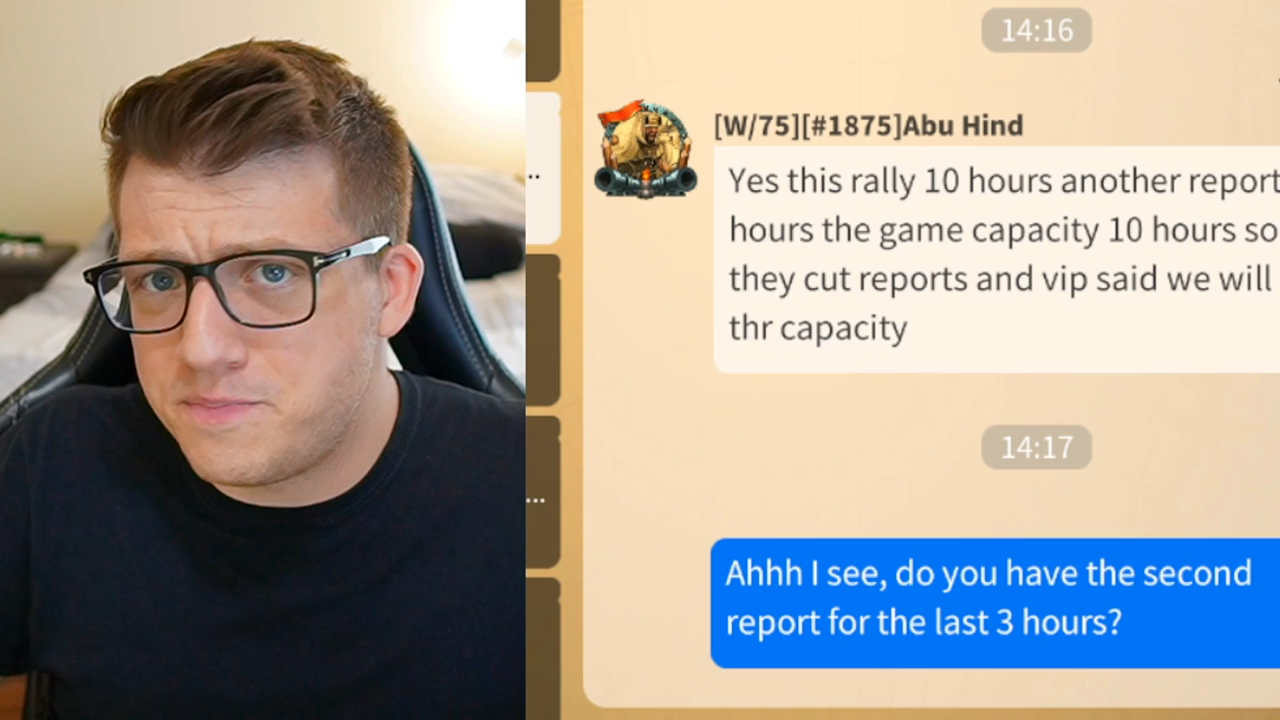 14:16
[W/75][#1875]Abu Hind
Yes this rally 10 hours another report
hours the game capacity 10 hours so
they cut reports and vip said we will
thr capacity
14:17
Ahhh I see, do you have the second
report for the last 3 hours?
...
...